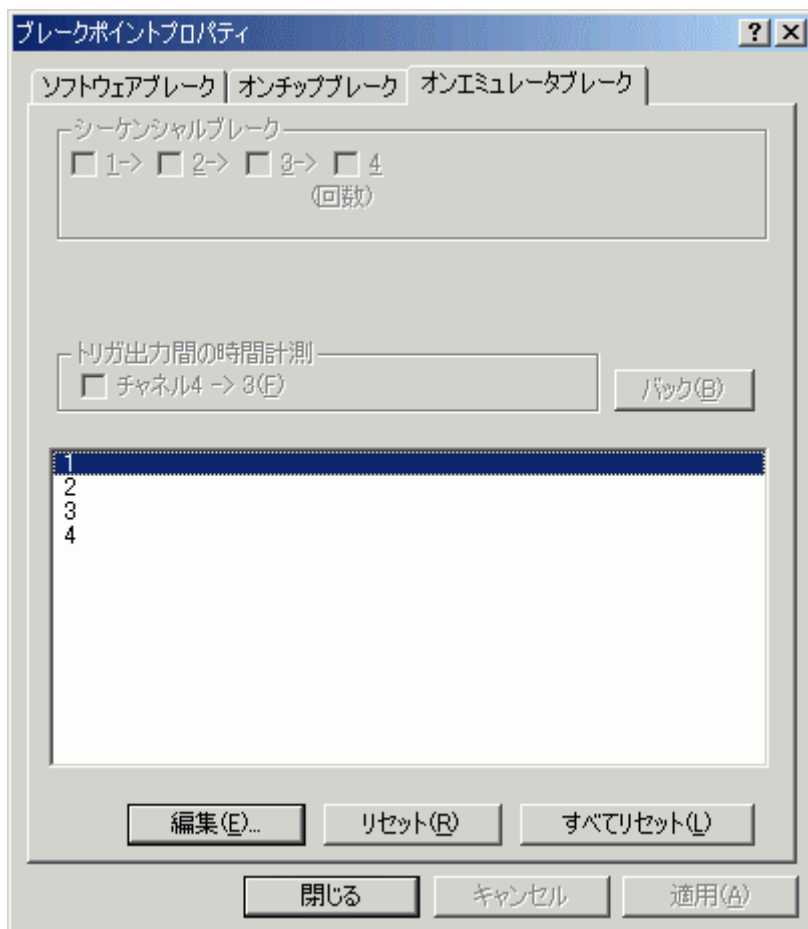 ブレークポイントプロパティ
ソフトウェアブレーク オンチップブレーク オンエミュレータブレーク
シーケンシャルブレーク
1-> 2-> 3-> 4
(回数)
トリガ出力間の時間計測
チャネル4 -> 3(F)
バック(B)
1
2
3
4
編集(E)... リセット(R) すべてリセット(L)
閉じる キャンセル 適用(A)